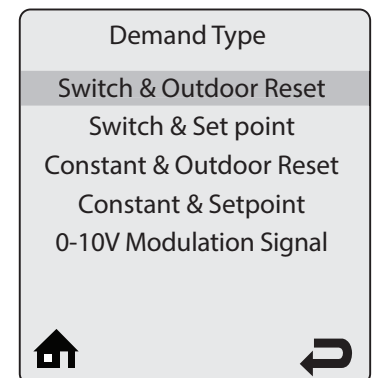 Demand Type
Switch & Outdoor Reset
Switch & Set point
Constant & Outdoor Reset
Constant & Setpoint
0-10V Modulation Signal